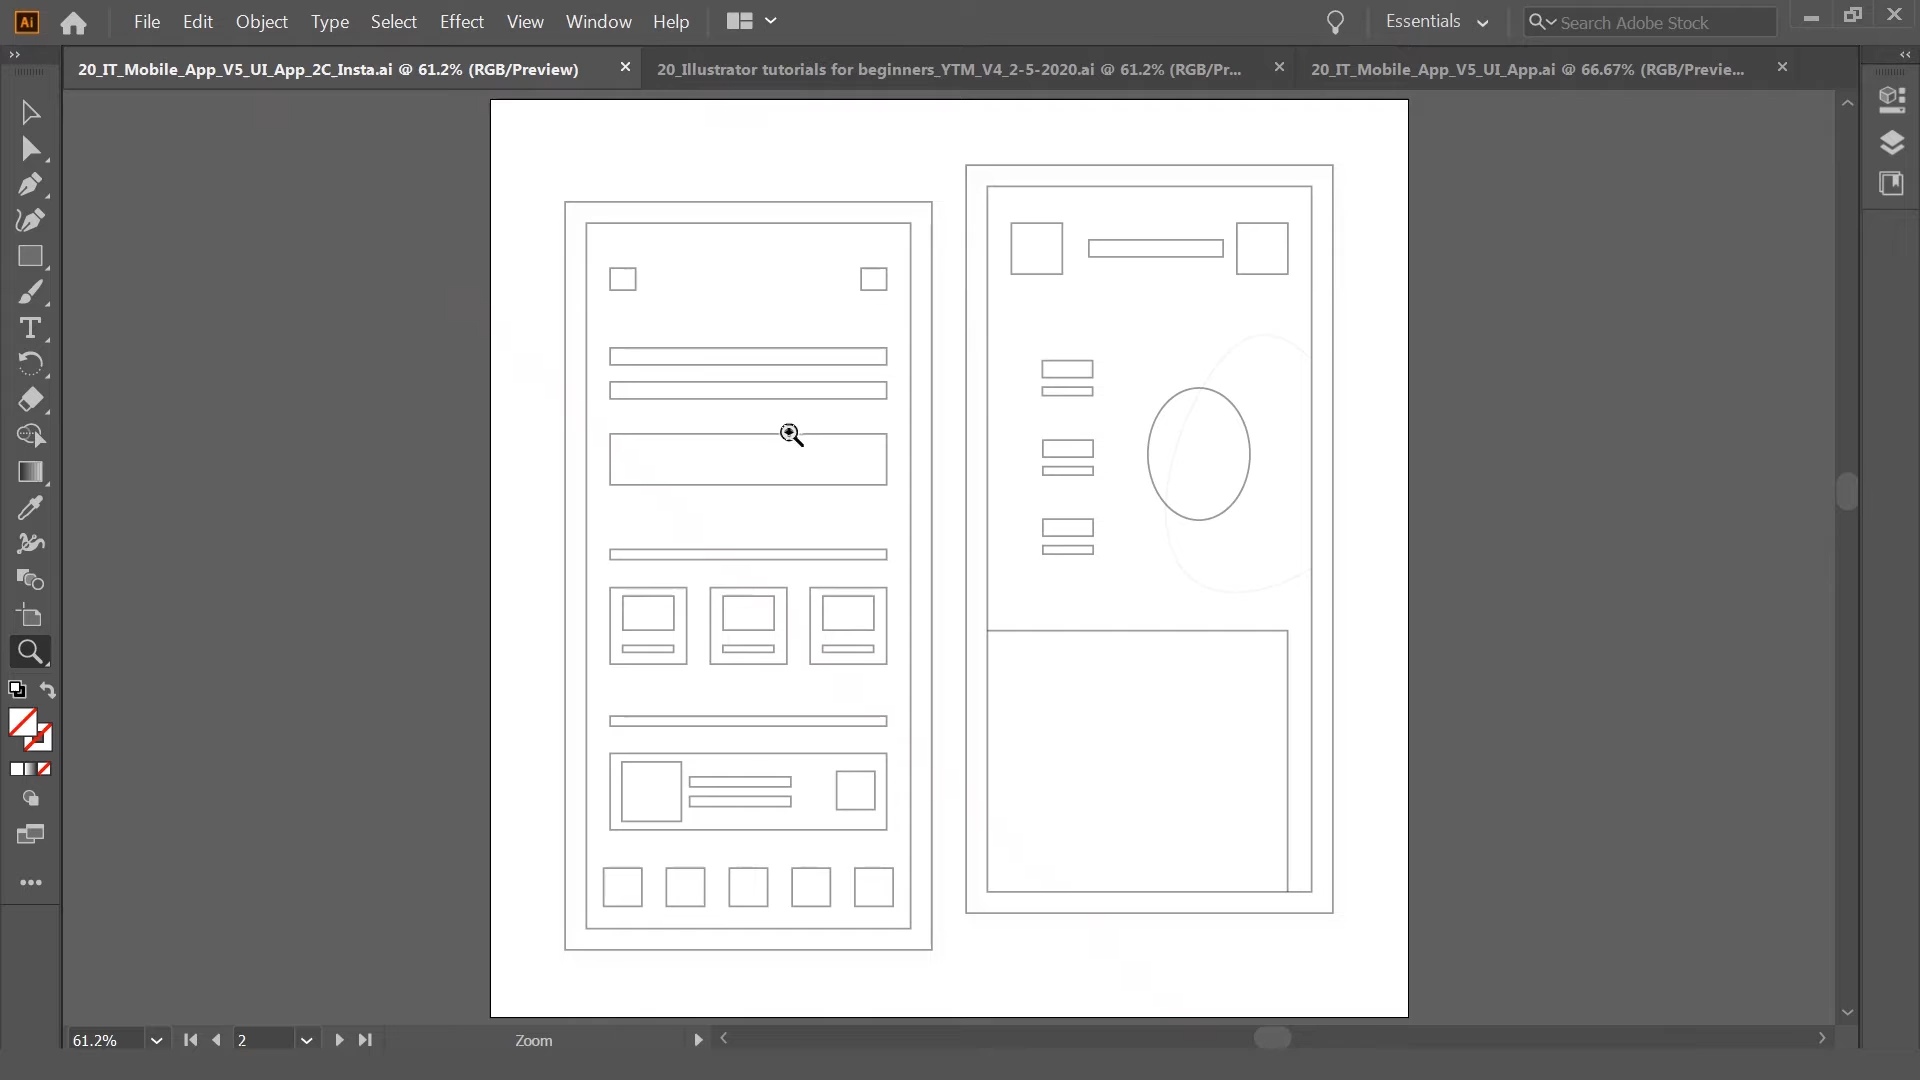 Ai File Edit Object Type Select Effect View Window Help Essentials Search Adobe Stock
20_IT_Mobile_App_V5_UI_App_2C_Insta.ai @ 61.2% (RGB/Preview) 20_Illustrator tutorials for beginners_YTM_V4_2-5-2020.ai @ 61.2% (RGB/Pr... 20_IT_Mobile_App_V5_UI_App.ai @ 66.67% (RGB/Previe...
61.2% 2 Zoom